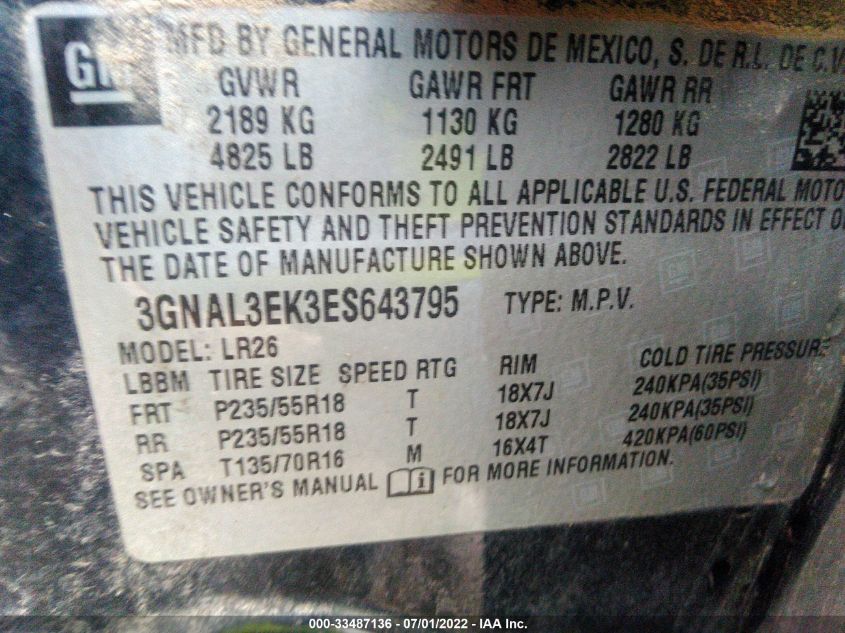 GM MFD BY GENERAL MOTORS DE MEXICO, S. DE R.L. DE C.V
GVWR GAWR FRT GAWR RR
2189 KG 1130 KG 1280 KG
4825 LB 2491 LB 2822 LB
THIS VEHICLE CONFORMS TO ALL APPLICABLE U.S. FEDERAL MOTO
VEHICLE SAFETY AND THEFT PREVENTION STANDARDS IN EFFECT O
THE DATE OF MANUFACTURE SHOWN ABOVE.
3GNAL3EK3ES643795 TYPE: M.P.V.
MODEL: LR26
LBBM TIRE SIZE SPEED RTG RIM COLD TIRE PRESSURE
FRT P235/55R18 T 18X7J 240KPA(35PSI)
RR P235/55R18 T 18X7J 240KPA(35PSI)
SPA T135/70R16 M 16X4T 420KPA(60PSI)
SEE OWNER'S MANUAL i FOR MORE INFORMATION.
000-33487136 - 07/01/2022 - IAA Inc.